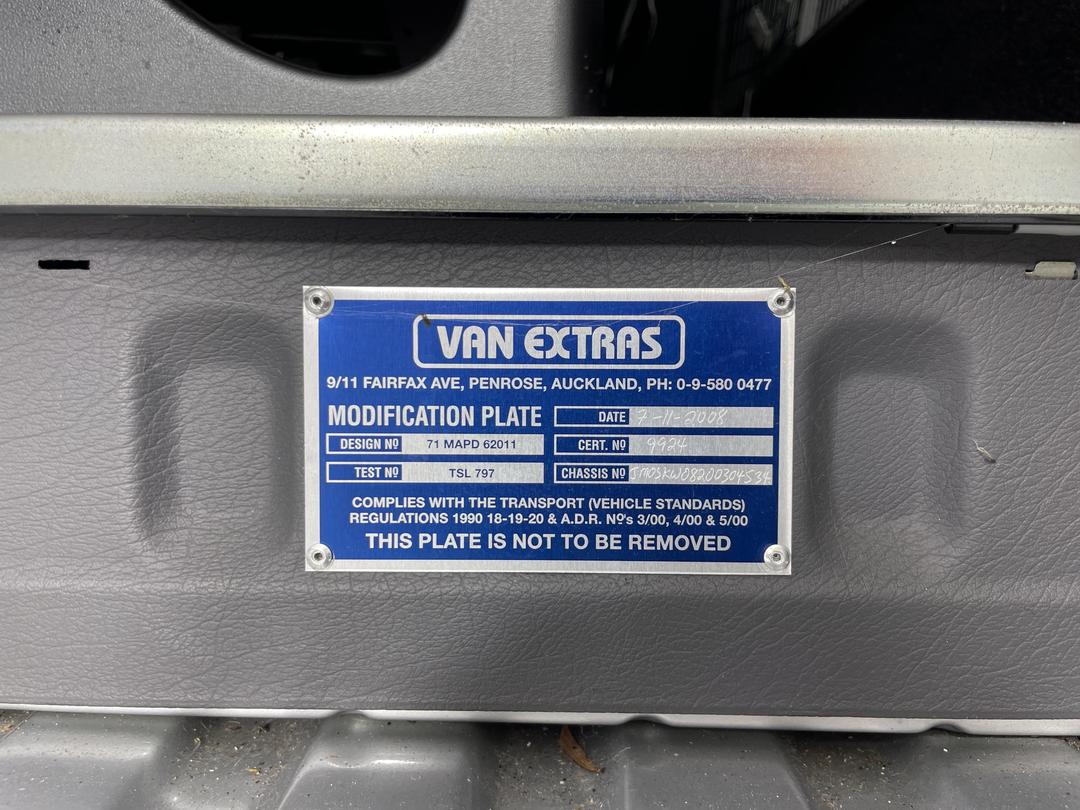 VAN EXTRAS
9/11 FAIRFAX AVE, PENROSE, AUCKLAND, PH: 0-9-580 0477
MODIFICATION PLATE
DATE 7-11-2008
DESIGN Nº 71 MAPD 62011
CERT. Nº 9924
TEST Nº TSL 797
CHASSIS Nº JM0SKW08200304534
COMPLIES WITH THE TRANSPORT (VEHICLE STANDARDS)
REGULATIONS 1990 18-19-20 & A.D.R. Nº's 3/00, 4/00 & 5/00
THIS PLATE IS NOT TO BE REMOVED